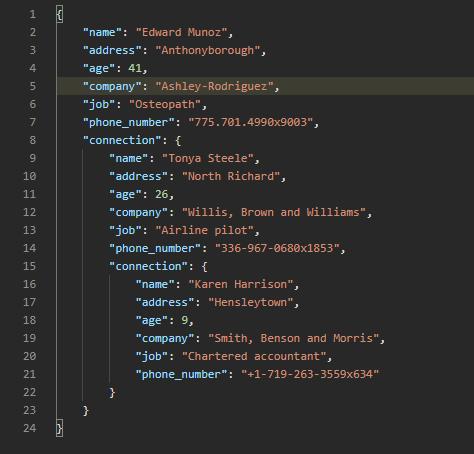 1 {
2 "name": "Edward Munoz",
3 "address": "Anthonyborough",
4 "age": 41,
5 "company": "Ashley-Rodriguez",
6 "job": "Osteopath",
7 "phone_number": "775.701.4990x9003",
8 "connection": {
9 "name": "Tonya Steele",
10 "address": "North Richard",
11 "age": 26,
12 "company": "Willis, Brown and Williams",
13 "job": "Airline pilot",
14 "phone_number": "336-967-0680x1853",
15 "connection": {
16 "name": "Karen Harrison",
17 "address": "Hensleytown",
18 "age": 9,
19 "company": "Smith, Benson and Morris",
20 "job": "Chartered accountant",
21 "phone_number": "+1-719-263-3559x634"
22 }
23 }
24 }